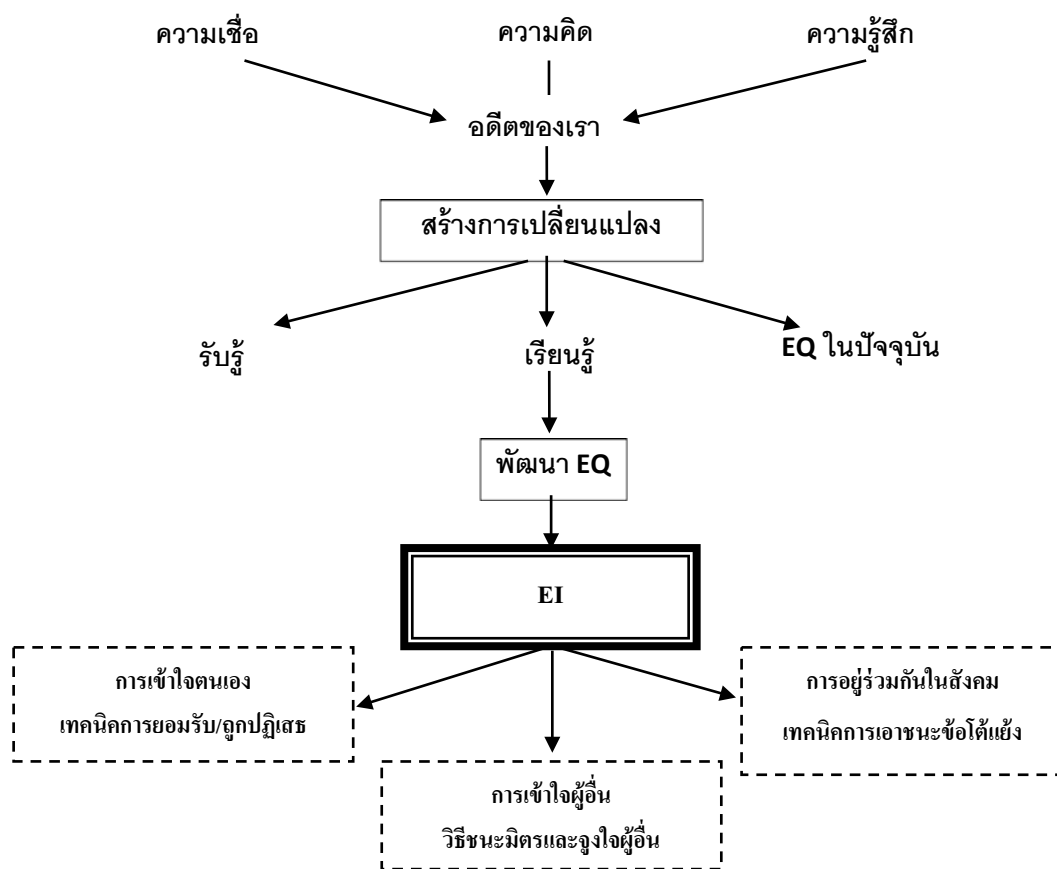 ความเชื่อ
ความคิด
ความรู้สึก
อดีตของเรา
สร้างการเปลี่ยนแปลง
รับรู้
เรียนรู้
EQ ในปัจจุบัน
พัฒนา EQ
EI
การเข้าใจตนเอง
เทคนิคการยอมรับ/ถูกปฏิเสธ
การอยู่ร่วมกันในสังคม
เทคนิคการเอาชนะข้อโต้แย้ง
การเข้าใจผู้อื่น
วิธีชนะมิตรและจูงใจผู้อื่น